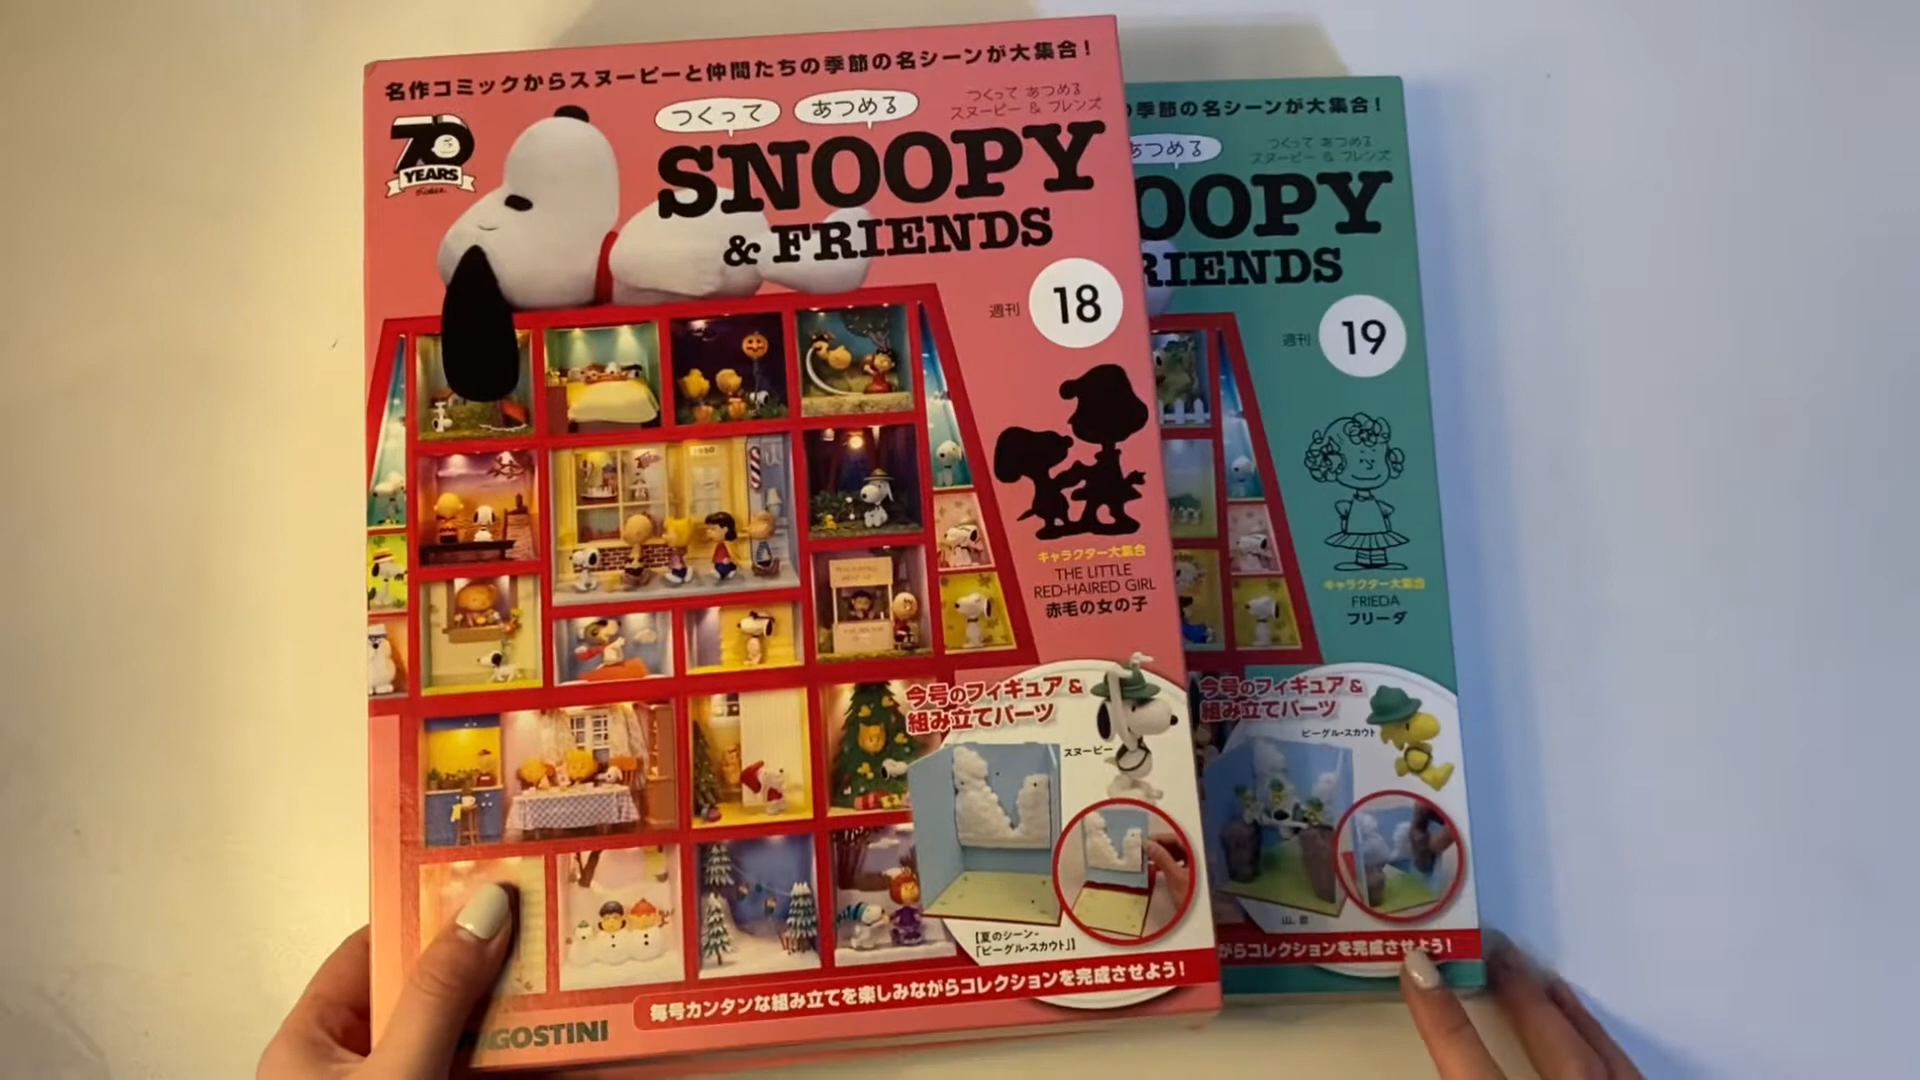 名作コミックからスヌーピーと仲間たちの季節の名シーンが大集合!
70
YEARS
つくって あつめる
つくって あつめる
スヌーピー & フレンズ
SNOOPY
& FRIENDS
週刊 18
キャラクター大集合
THE LITTLE
RED-HAIRED GIRL
赤毛の女の子
今号のフィギュア &
組み立てパーツ
スヌーピー
【夏のシーン-
「ビーグル・スカウト」】
毎号カンタンな組み立てを楽しみながらコレクションを完成させよう!
GOSTINI
の季節の名シーンが大集合!
あつめる
つくって あつめる
スヌーピー & フレンズ
OOPY
RIENDS
週刊 19
キャラクター大集合
FRIEDA
フリーダ
今号のフィギュア &
組み立てパーツ
ビーグル・スカウト
がらコレクションを完成させよう!